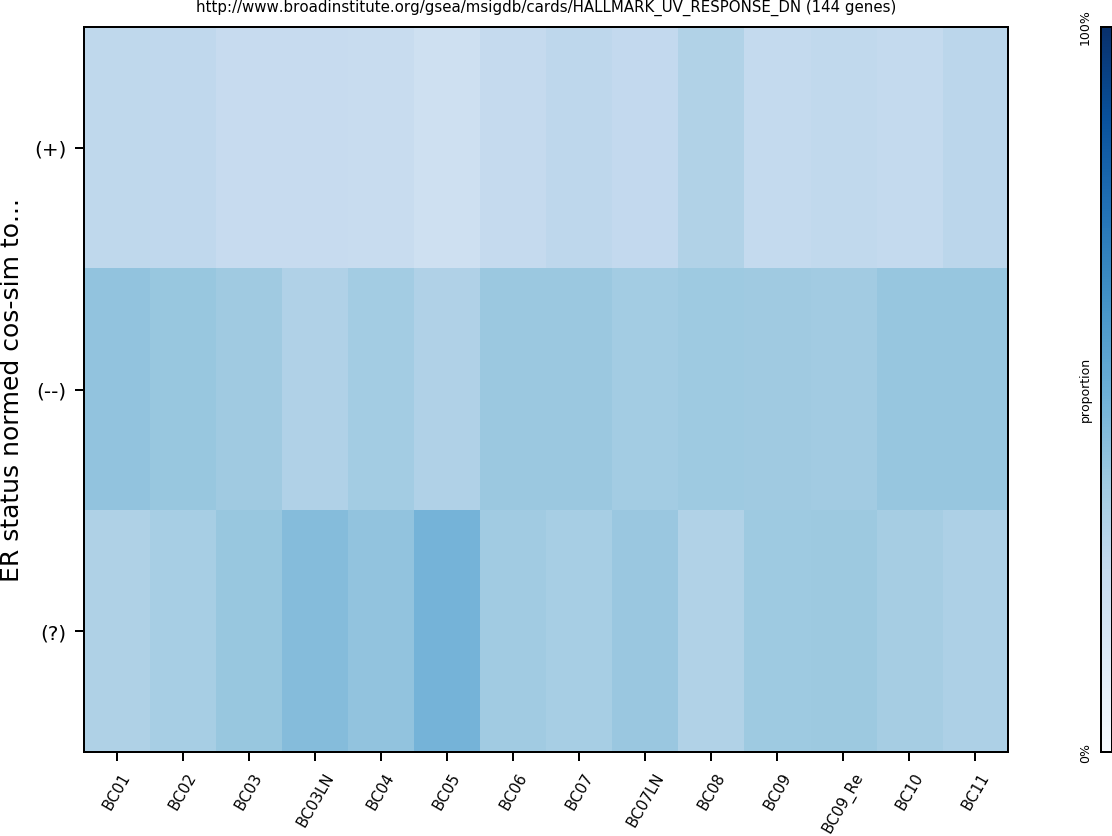 http://www.broadinstitute.org/gsea/msigdb/cards/HALLMARK_UV_RESPONSE_DN (144 genes)
ER status normed cos-sim to...
(+)
(--)
(?)
BC01
BC02
BC03
BC03LN
BC04
BC05
BC06
BC07
BC07LN
BC08
BC09
BC09_Re
BC10
BC11
100%
proportion
0%